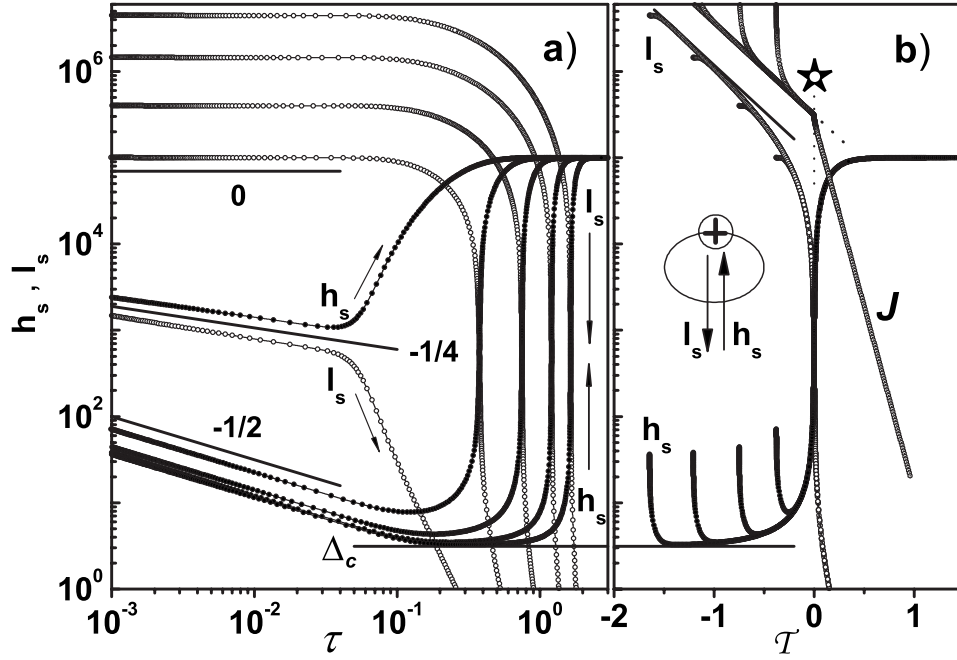 a)
b)
h_s , l_s
10^6
10^4
10^2
10^0
0
h_s
-1/4
l_s
-1/2
Δ_c
l_s
h_s
10^-3
10^-2
10^-1
10^0
τ
l_s
J
l_s
h_s
h_s
-2
-1
0
1
𝒯